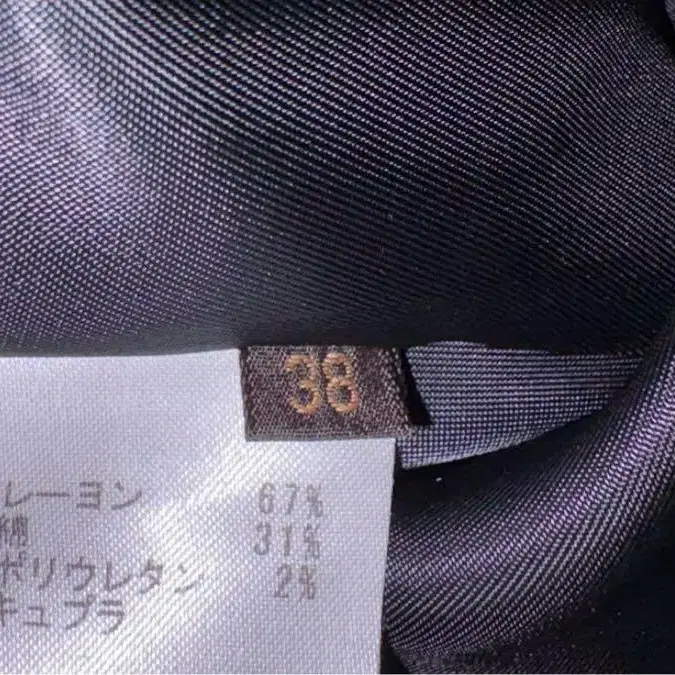 38
レーヨン 67%
綿 31%
ポリウレタン 2%
キュプラ